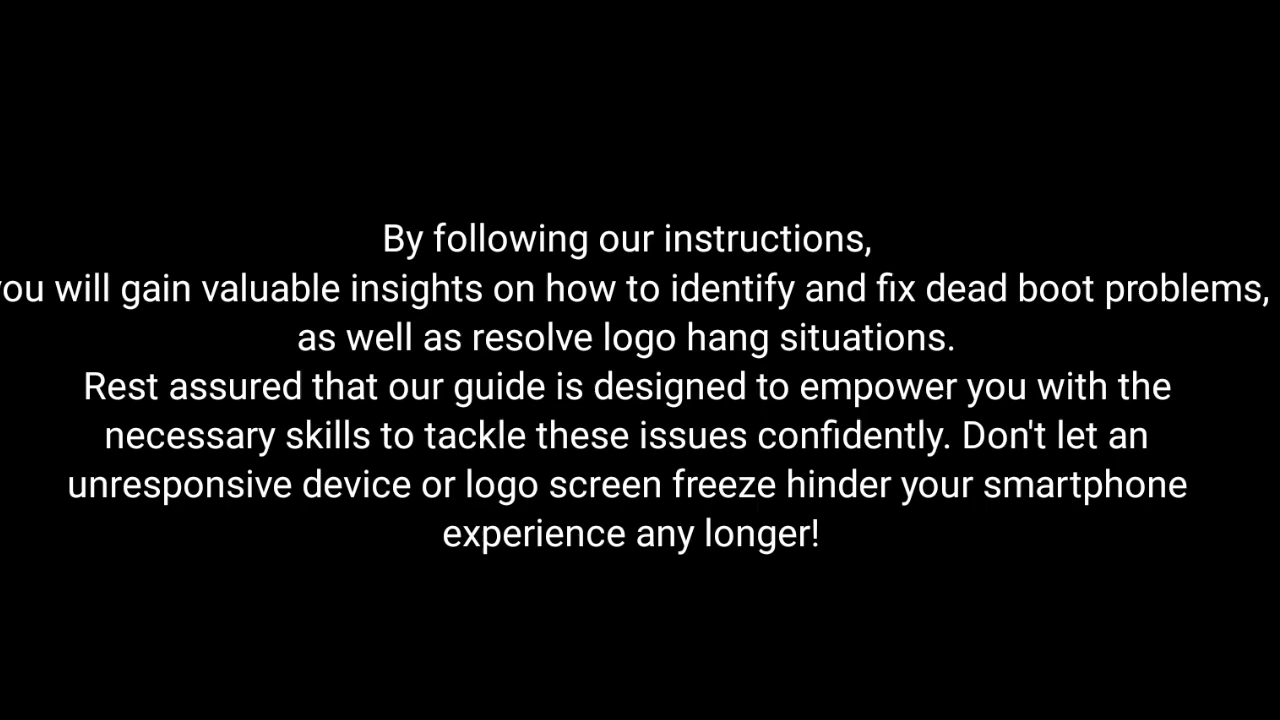 By following our instructions,
you will gain valuable insights on how to identify and fix dead boot problems,
as well as resolve logo hang situations.
Rest assured that our guide is designed to empower you with the
necessary skills to tackle these issues confidently. Don't let an
unresponsive device or logo screen freeze hinder your smartphone
experience any longer!